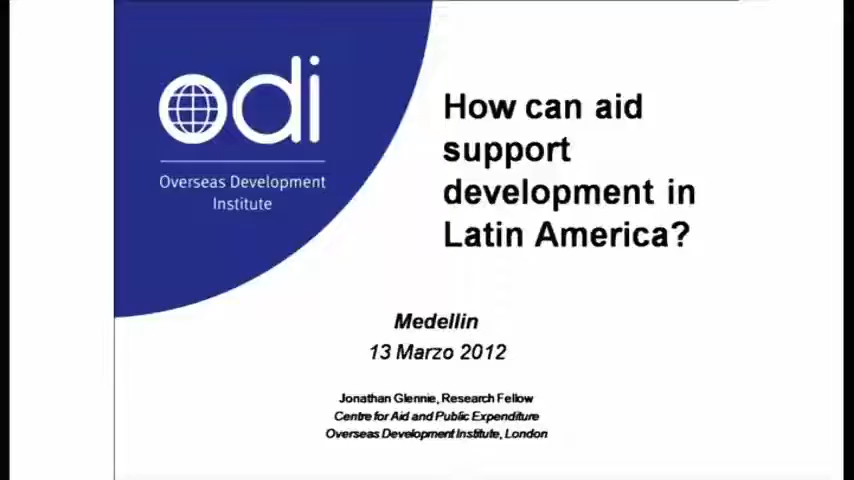 odi
Overseas Development
Institute
How can aid
support
development in
Latin America?
Medellin
13 Marzo 2012
Jonathan Glennie, Research Fellow
Centre for Aid and Public Expenditure
Overseas Development Institute, London